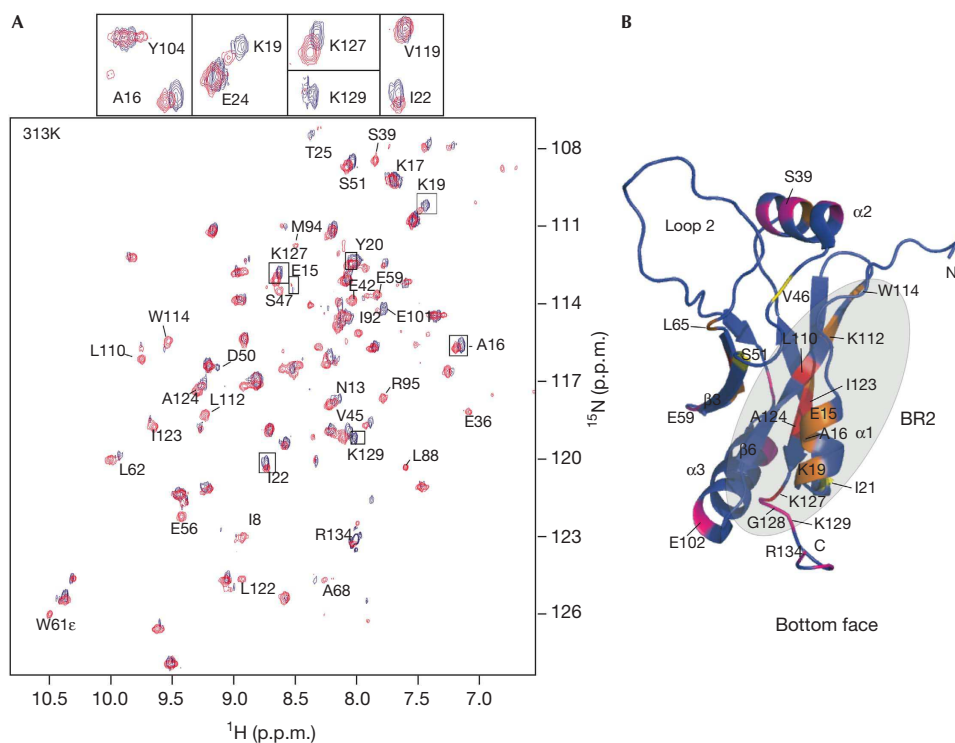 A
Y104
K19
K127
V119
A16
E24
K129
I22
313K
T25
S39
S51
K17
K19
M94
K127
Y20
E15
E59
S47
E42
I92
E101
W114
L110
D50
A16
A124
L112
N13
R95
V45
E36
I123
K129
L62
L88
I22
E56
I8
R134
L122
A68
W61ε
108
111
114
117
120
123
126
¹⁵N (p.p.m.)
10.5 10.0 9.5 9.0 8.5 8.0 7.5 7.0
¹H (p.p.m.)
B
S39
α2
Loop 2
N
V46
W114
L65
L110
K112
S51
I123
β3
E59
E15
BR2
A124
A16
α1
β6
α3
K19
I21
K127
G128
K129
E102
R134
C
Bottom face